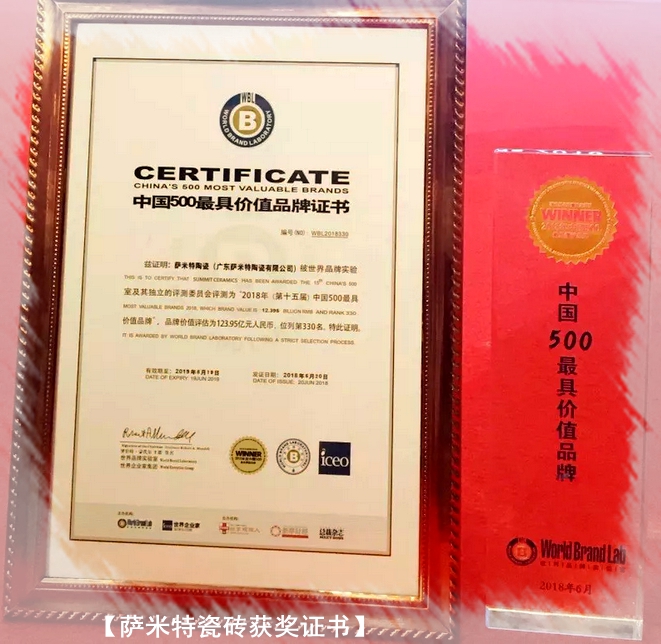 WBL
WORLD BRAND LABORATORY
B
CERTIFICATE
CHINA'S 500 MOST VALUABLE BRANDS
中国500最具价值品牌证书
编号(NO): WBL2018330
兹证明: 萨米特陶瓷 (广东萨米特陶瓷有限公司) 被世界品牌实验
THIS IS TO CERTIFY THAT SUMMIT CERAMICS HAS BEEN AWARDED THE 15th CHINA'S 500
室及其独立的评测委员会评测为 "2018年 (第十五届) 中国500最具
MOST VALUABLE BRANDS 2018, WHICH BRAND VALUE IS 12.395 BILLION RMB AND RANK 330
价值品牌", 品牌价值评估为123.95亿元人民币, 位列第330名, 特此证明。
IT IS AWARDED BY WORLD BRAND LABORATORY FOLLOWING A STRICT SELECTION PROCESS.
有效期至: 2019年6月19日
DATE OF EXPIRY: 19/JUN 2019
发证日期: 2018年6月20日
DATE OF ISSUE: 20/JUN 2018
世界品牌实验室
世界企业家集团
WINNER
B
iceo
世界企业家
WINNER
中国500最具价值品牌
World Brand Lab
2018年6月
【萨米特瓷砖获奖证书】